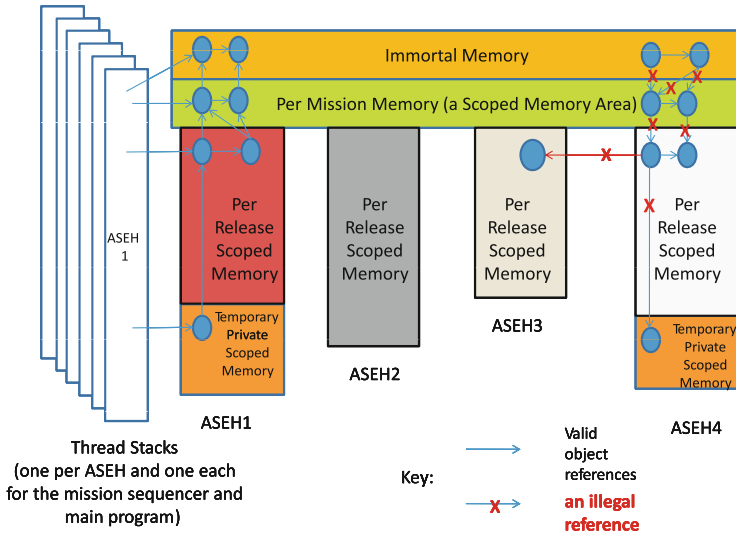 Immortal Memory
Per Mission Memory (a Scoped Memory Area)
ASEH
1
Per
Release
Scoped
Memory
Per
Release
Scoped
Memory
Per
Release
Scoped
Memory
Per
Release
Scoped
Memory
Temporary
Private
Scoped
Memory
Temporary
Private
Scoped
Memory
ASEH1
ASEH2
ASEH3
ASEH4
Thread Stacks
(one per ASEH and one each
for the mission sequencer and
main program)
Key:
Valid
object
references
X
X
X
X
X
X
X
X
an illegal
reference